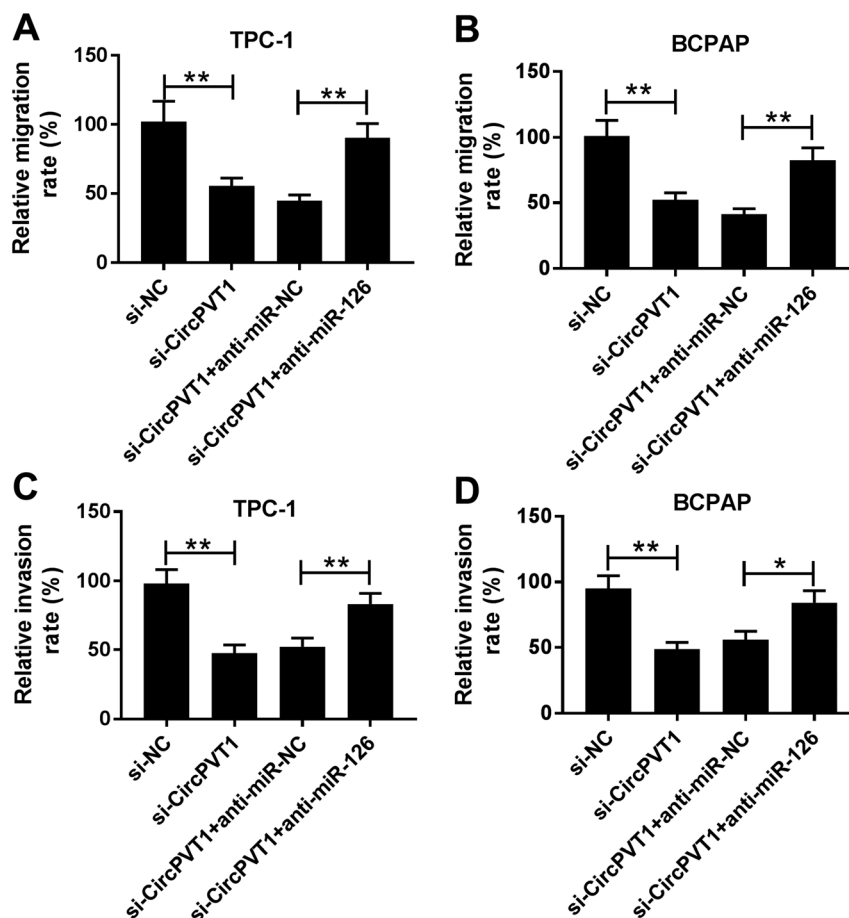 A
TPC-1
Relative migration
rate (%)
150
100
50
0
**
**
si-NC
si-CircPVT1
si-CircPVT1+anti-miR-NC
si-CircPVT1+anti-miR-126
B
BCPAP
Relative migration
rate (%)
150
100
50
0
**
**
si-NC
si-CircPVT1
si-CircPVT1+anti-miR-NC
si-CircPVT1+anti-miR-126
C
TPC-1
Relative invasion
rate (%)
150
100
50
0
**
**
si-NC
si-CircPVT1
si-CircPVT1+anti-miR-NC
si-CircPVT1+anti-miR-126
D
BCPAP
Relative invasion
rate (%)
150
100
50
0
**
*
si-NC
si-CircPVT1
si-CircPVT1+anti-miR-NC
si-CircPVT1+anti-miR-126